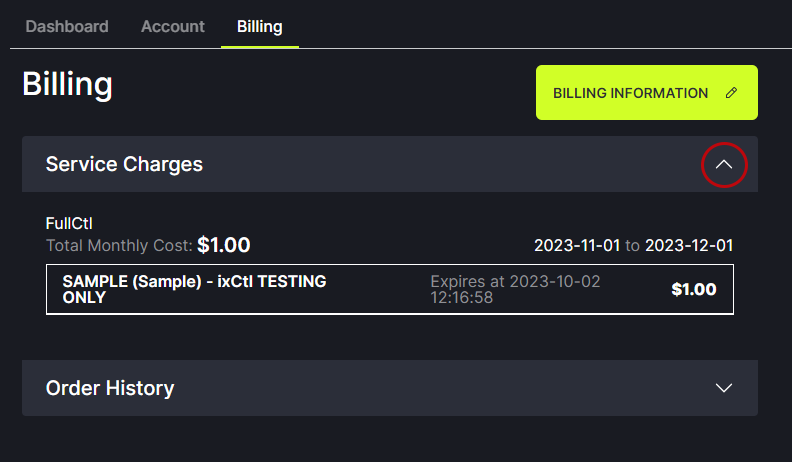 Dashboard Account Billing
Billing
BILLING INFORMATION
Service Charges
FullCtl
Total Monthly Cost: $1.00
2023-11-01 to 2023-12-01
SAMPLE (Sample) - ixCtl TESTING
ONLY
Expires at 2023-10-02
12:16:58
$1.00
Order History